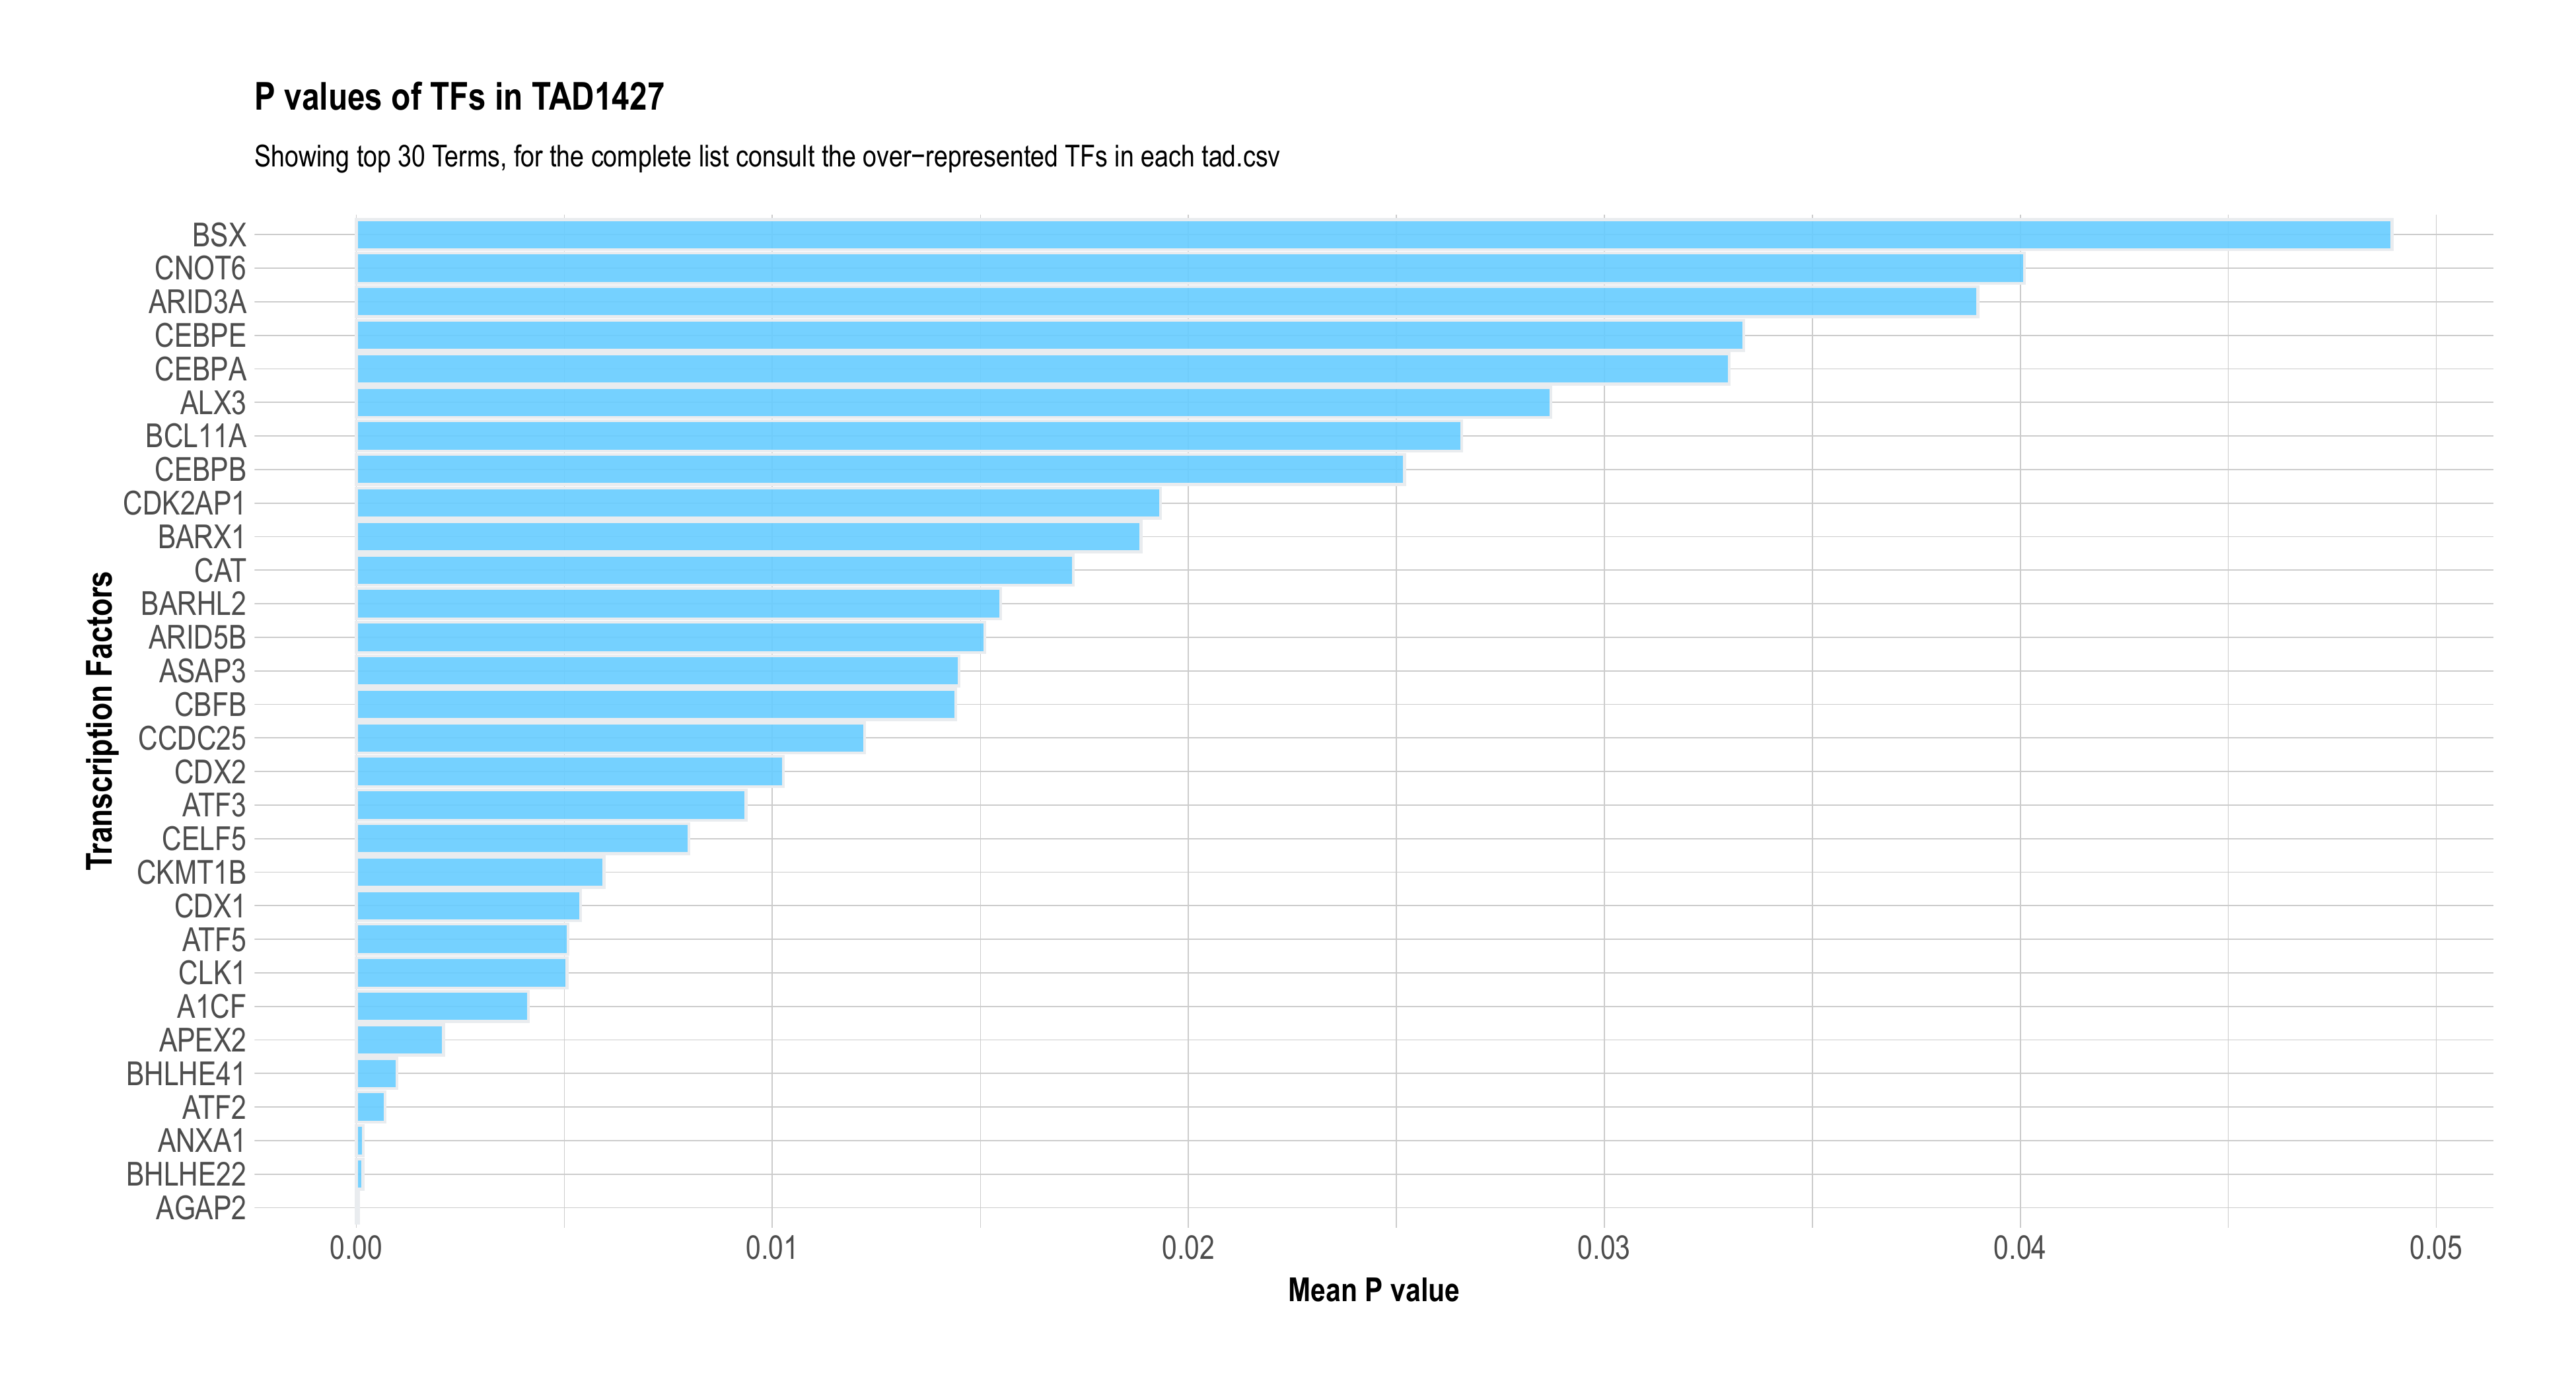 P values of TFs in TAD1427
Showing top 30 Terms, for the complete list consult the over−represented TFs in each tad.csv
Transcription Factors
BSX
CNOT6
ARID3A
CEBPE
CEBPA
ALX3
BCL11A
CEBPB
CDK2AP1
BARX1
CAT
BARHL2
ARID5B
ASAP3
CBFB
CCDC25
CDX2
ATF3
CELF5
CKMT1B
CDX1
ATF5
CLK1
A1CF
APEX2
BHLHE41
ATF2
ANXA1
BHLHE22
AGAP2
0.00 0.01 0.02 0.03 0.04 0.05
Mean P value